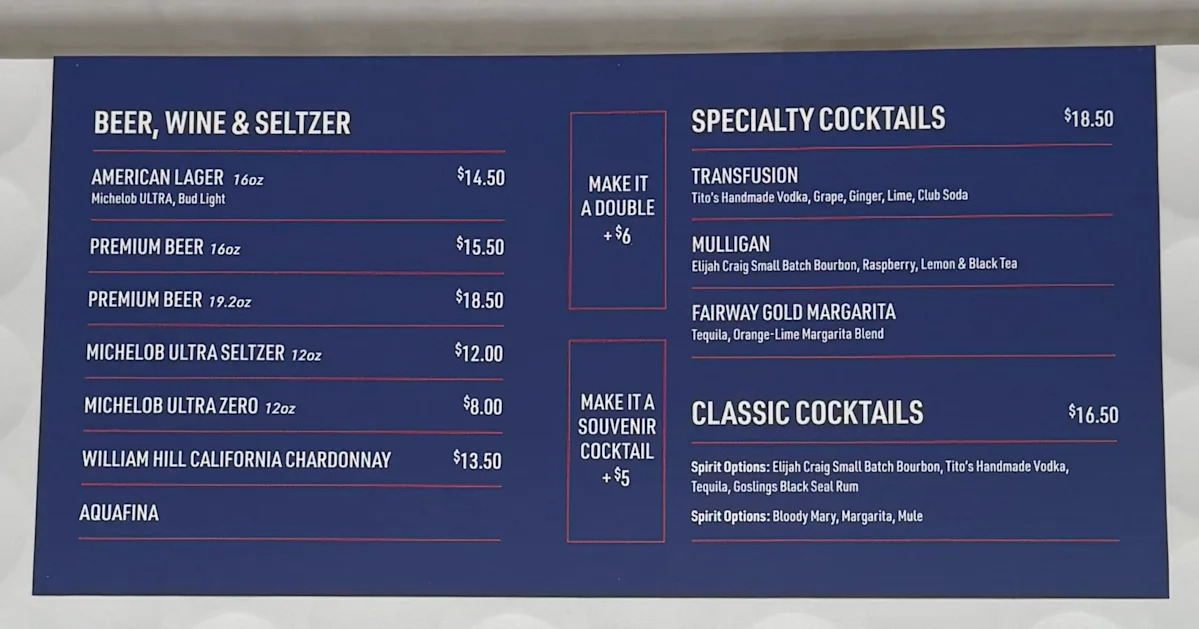 BEER, WINE & SELTZER
AMERICAN LAGER 16oz $14.50
Michelob ULTRA, Bud Light
PREMIUM BEER 16oz $15.50
PREMIUM BEER 19.2oz $18.50
MICHELOB ULTRA SELTZER 12oz $12.00
MICHELOB ULTRA ZERO 12oz $8.00
WILLIAM HILL CALIFORNIA CHARDONNAY $13.50
AQUAFINA
MAKE IT
A DOUBLE
+ $6
MAKE IT A
SOUVENIR
COCKTAIL
+ $5
SPECIALTY COCKTAILS $18.50
TRANSFUSION
Tito's Handmade Vodka, Grape, Ginger, Lime, Club Soda
MULLIGAN
Elijah Craig Small Batch Bourbon, Raspberry, Lemon & Black Tea
FAIRWAY GOLD MARGARITA
Tequila, Orange-Lime Margarita Blend
CLASSIC COCKTAILS $16.50
Spirit Options: Elijah Craig Small Batch Bourbon, Tito's Handmade Vodka,
Tequila, Goslings Black Seal Rum
Spirit Options: Bloody Mary, Margarita, Mule